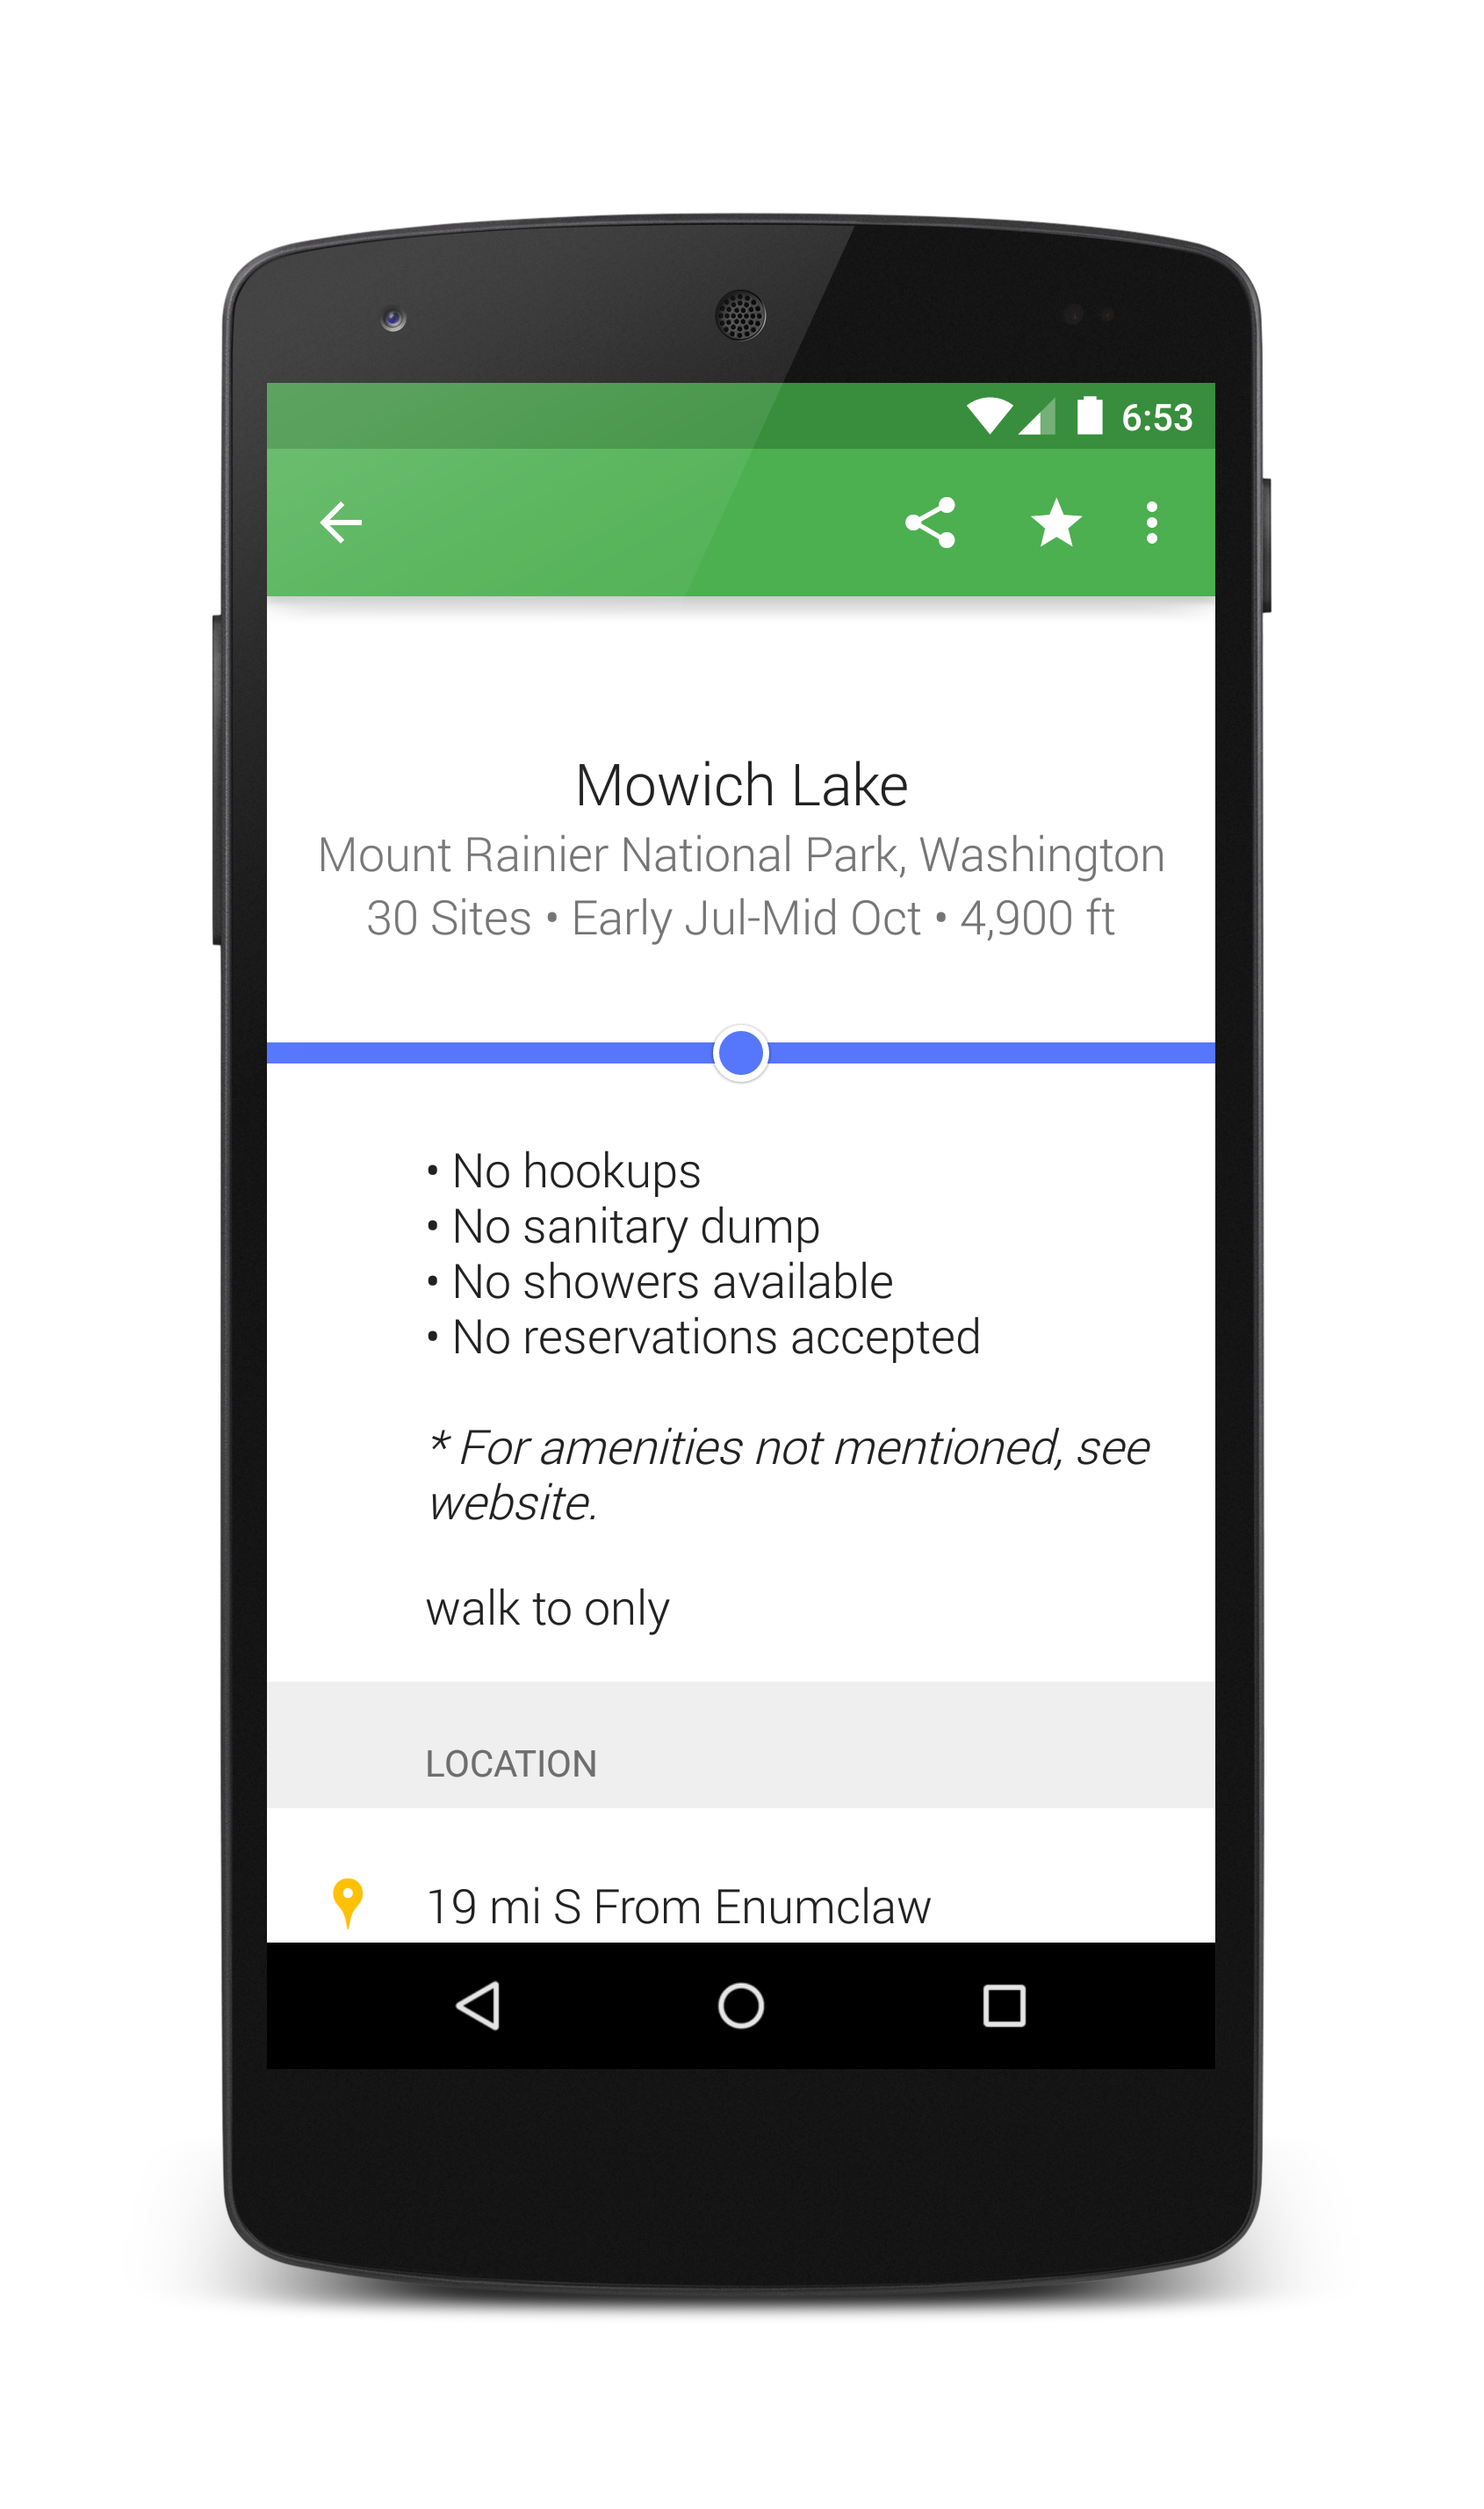 6:53
Mowich Lake
Mount Rainier National Park, Washington
30 Sites • Early Jul-Mid Oct • 4,900 ft
• No hookups
• No sanitary dump
• No showers available
• No reservations accepted
* For amenities not mentioned, see
website.
walk to only
LOCATION
19 mi S From Enumclaw